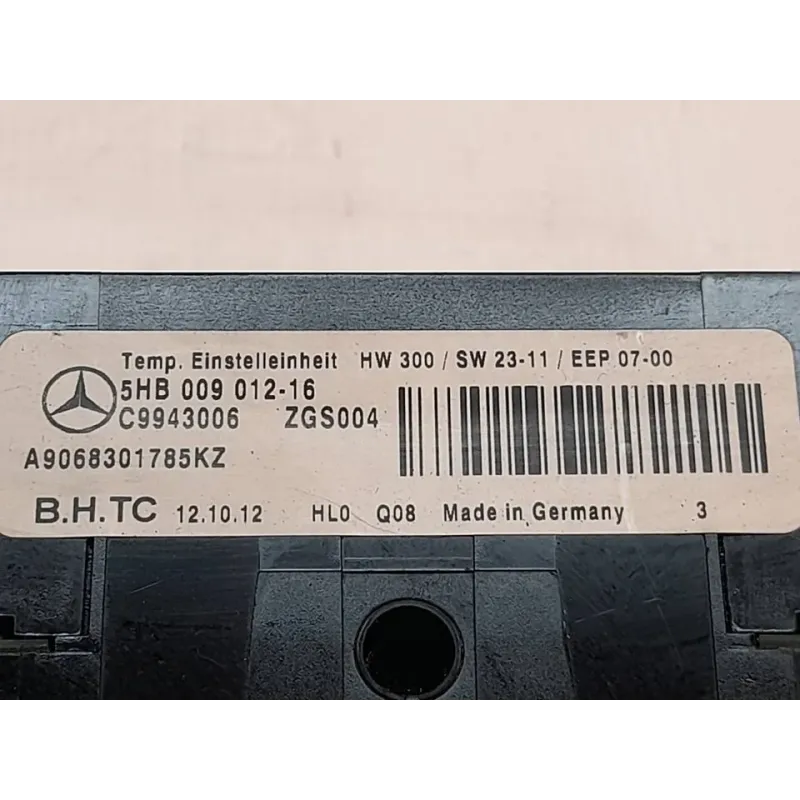 Temp. Einstelleinheit HW 300 / SW 23-11 / EEP 07-00
5HB 009 012-16
C9943006 ZGS004
A9068301785KZ
B.H.TC 12.10.12 HL0 Q08 Made in Germany 3